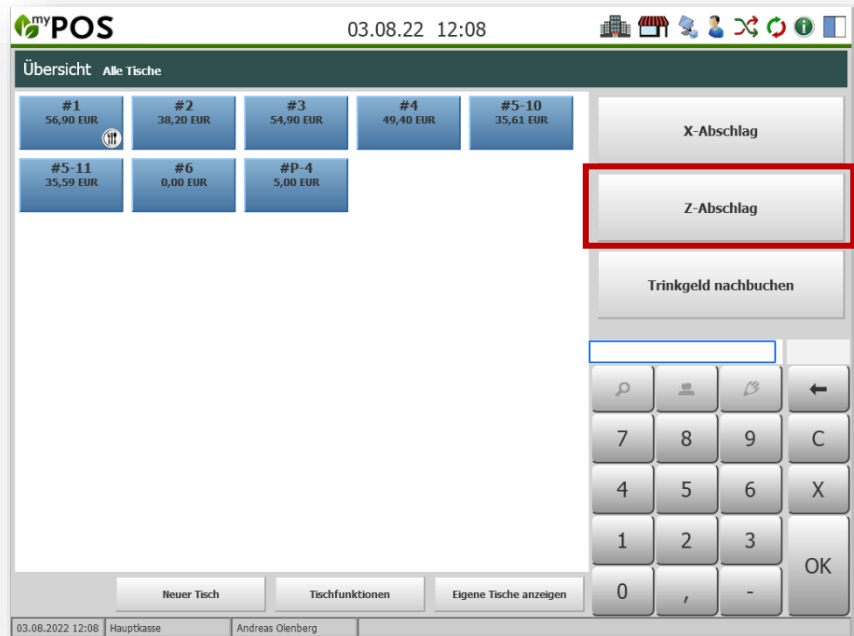 myPOS
03.08.22 12:08
Übersicht Alle Tische
#1
56,90 EUR
#2
38,20 EUR
#3
54,90 EUR
#4
49,40 EUR
#5-10
35,61 EUR
#5-11
35,59 EUR
#6
0,00 EUR
#P-4
5,00 EUR
X-Abschlag
Z-Abschlag
Trinkgeld nachbuchen
7 8 9 C
4 5 6 X
1 2 3
OK
0 , -
Neuer Tisch
Tischfunktionen
Eigene Tische anzeigen
03.08.2022 12:08 Hauptkasse Andreas Olenberg